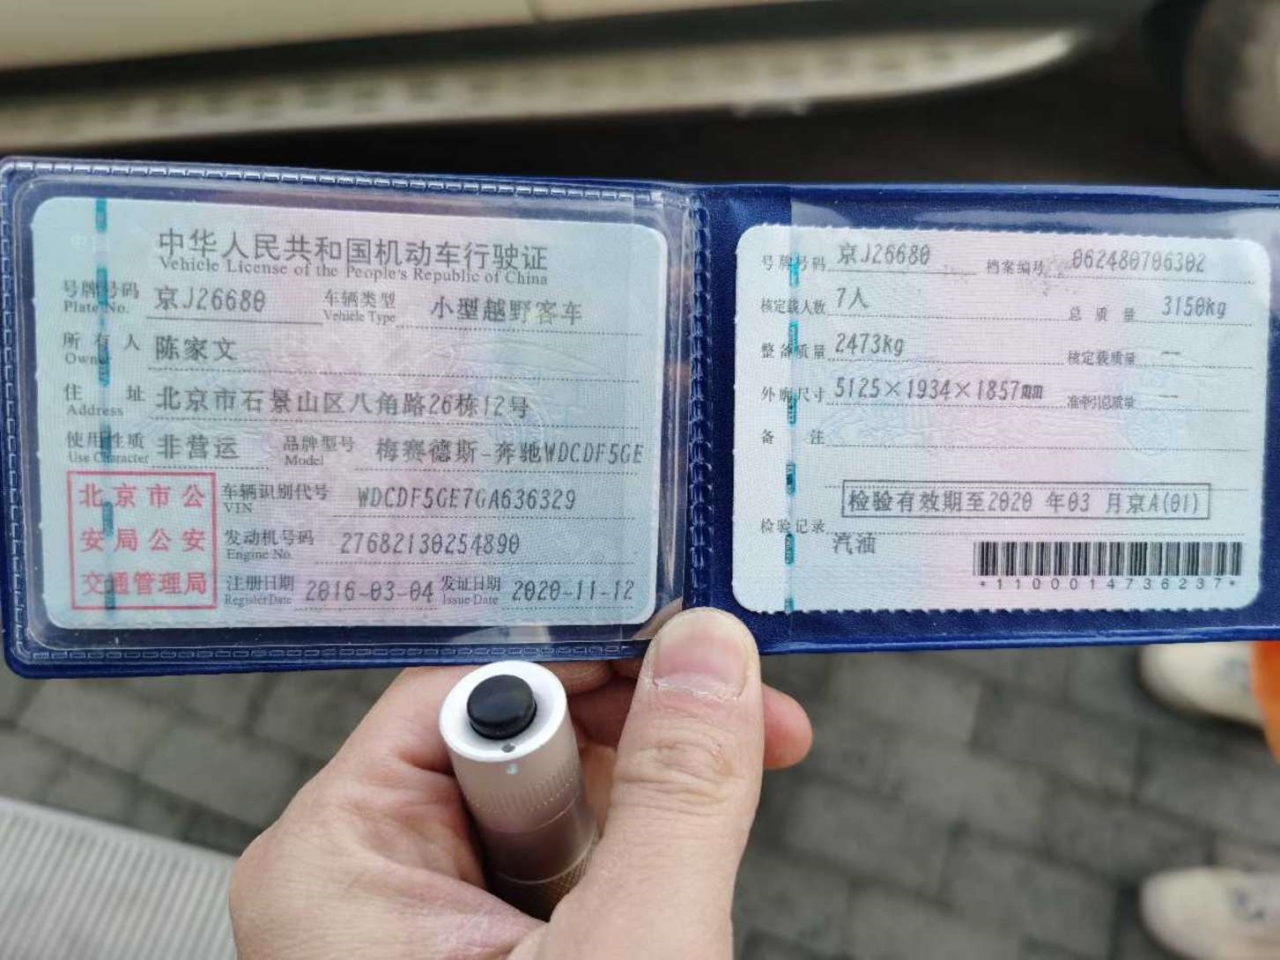 中华人民共和国机动车行驶证
Vehicle License of the People's Republic of China
号牌号码 京J26680 车辆类型 小型越野客车
Plate No. Vehicle Type
所有人 陈家文
Owner
住址 北京市石景山区八角路26栋12号
Address
使用性质 非营运 品牌型号 梅赛德斯-奔驰WDCDF5GE
Use Character Model
北京市公
安局公安
交通管理局
车辆识别代号 WDCDF5GE7GA636329
VIN
发动机号码 27682130254890
Engine No.
注册日期 2016-03-04 发证日期 2020-11-12
Register Date Issue Date
号牌号码 京J26680 档案编号 062480706302
核定载人数 7人 总质量 3150kg
整备质量 2473kg 核定载质量 --
外廓尺寸 5125×1934×1857mm 准牵引总质量 --
备注
检验有效期至2020 年03 月京A(01)
检验记录
汽油
*1100014736237*